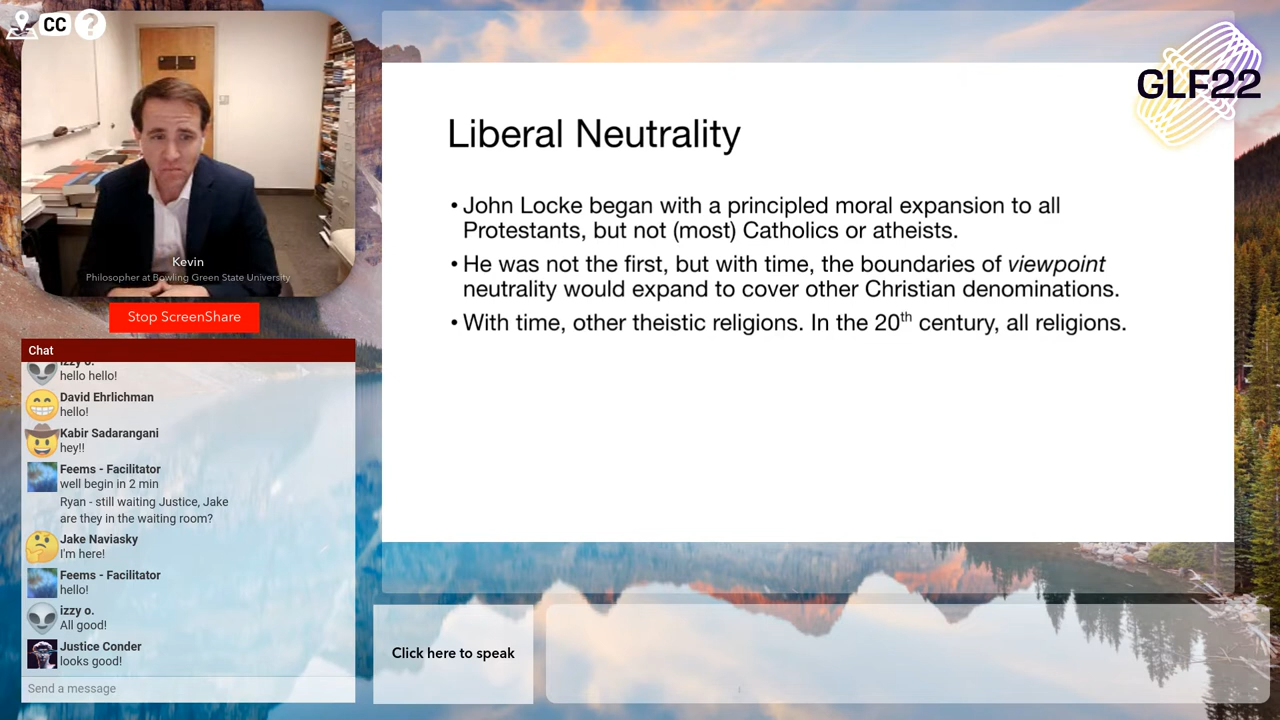 CC
?
GLF22
Kevin
Philosopher at Bowling Green State University
Stop ScreenShare
Chat
izzy o.
hello hello!
David Ehrlichman
hello!
Kabir Sadarangani
hey!!
Feems - Facilitator
well begin in 2 min
Ryan - still waiting Justice, Jake
are they in the waiting room?
Jake Naviasky
I'm here!
Feems - Facilitator
hello!
izzy o.
All good!
Justice Conder
looks good!
Send a message
Liberal Neutrality
• John Locke began with a principled moral expansion to all
Protestants, but not (most) Catholics or atheists.
• He was not the first, but with time, the boundaries of viewpoint
neutrality would expand to cover other Christian denominations.
• With time, other theistic religions. In the 20th century, all religions.
Click here to speak